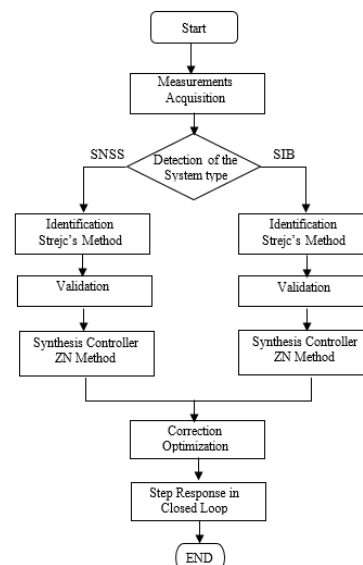 Start
Measurements
Acquisition
SNSS
Detection of the
System type
SIB
Identification
Strejc's Method
Identification
Strejc's Method
Validation
Validation
Synthesis Controller
ZN Method
Synthesis Controller
ZN Method
Correction
Optimization
Step Response in
Closed Loop
END